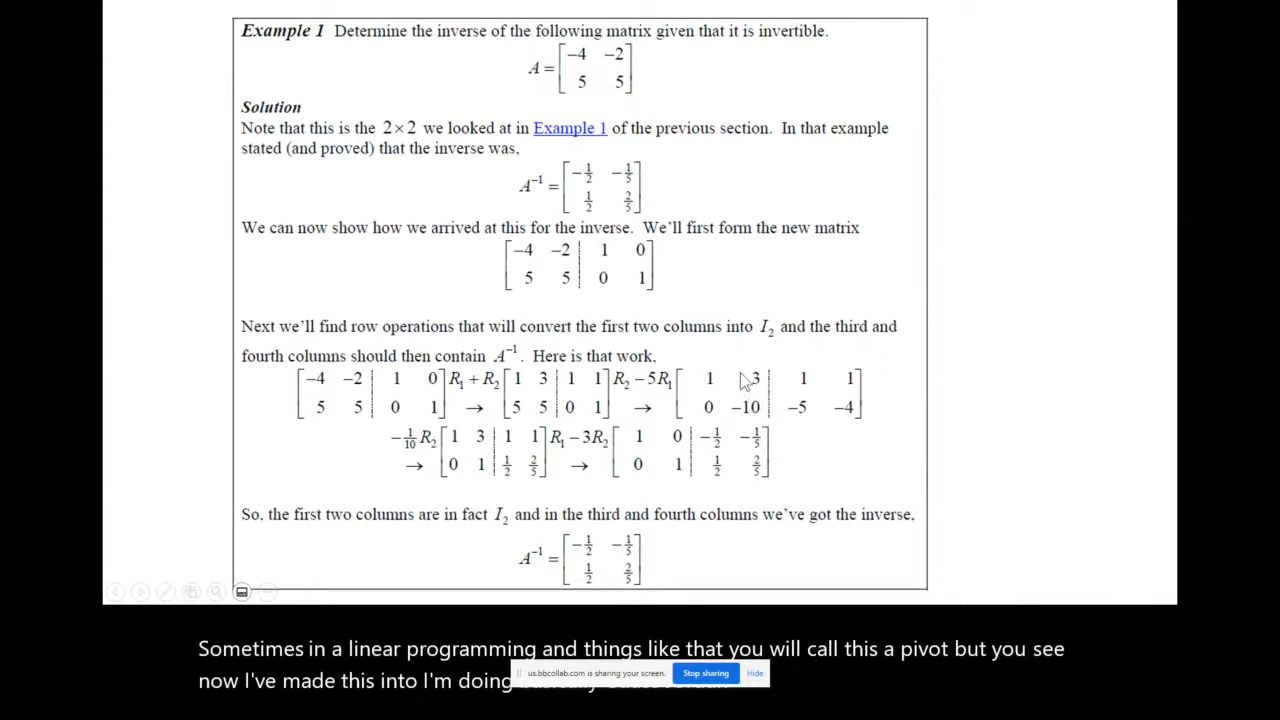 Example 1 Determine the inverse of the following matrix given that it is invertible.
A = [ −4 −2
5 5 ]
Solution
Note that this is the 2×2 we looked at in Example 1 of the previous section. In that example
stated (and proved) that the inverse was,
A⁻¹ = [ −1/2 −1/5
1/2 2/5 ]
We can now show how we arrived at this for the inverse. We'll first form the new matrix
[ −4 −2 | 1 0
5 5 | 0 1 ]
Next we'll find row operations that will convert the first two columns into I₂ and the third and
fourth columns should then contain A⁻¹. Here is that work,
[ −4 −2 | 1 0 ] R₁ + R₂ [ 1 3 | 1 1 ] R₂ − 5R₁ [ 1 3 | 1 1 ]
[ 5 5 | 0 1 ] → [ 5 5 | 0 1 ] → [ 0 −10 | −5 −4 ]
−1/10 R₂ [ 1 3 | 1 1 ] R₁ − 3R₂ [ 1 0 | −1/2 −1/5 ]
→ [ 0 1 | 1/2 2/5 ] → [ 0 1 | 1/2 2/5 ]
So, the first two columns are in fact I₂ and in the third and fourth columns we've got the inverse,
A⁻¹ = [ −1/2 −1/5
1/2 2/5 ]
Sometimes in a linear programming and things like that you will call this a pivot but you see
now I've made this into I'm doing
us.bbcollab.com is sharing your screen. Stop sharing Hide